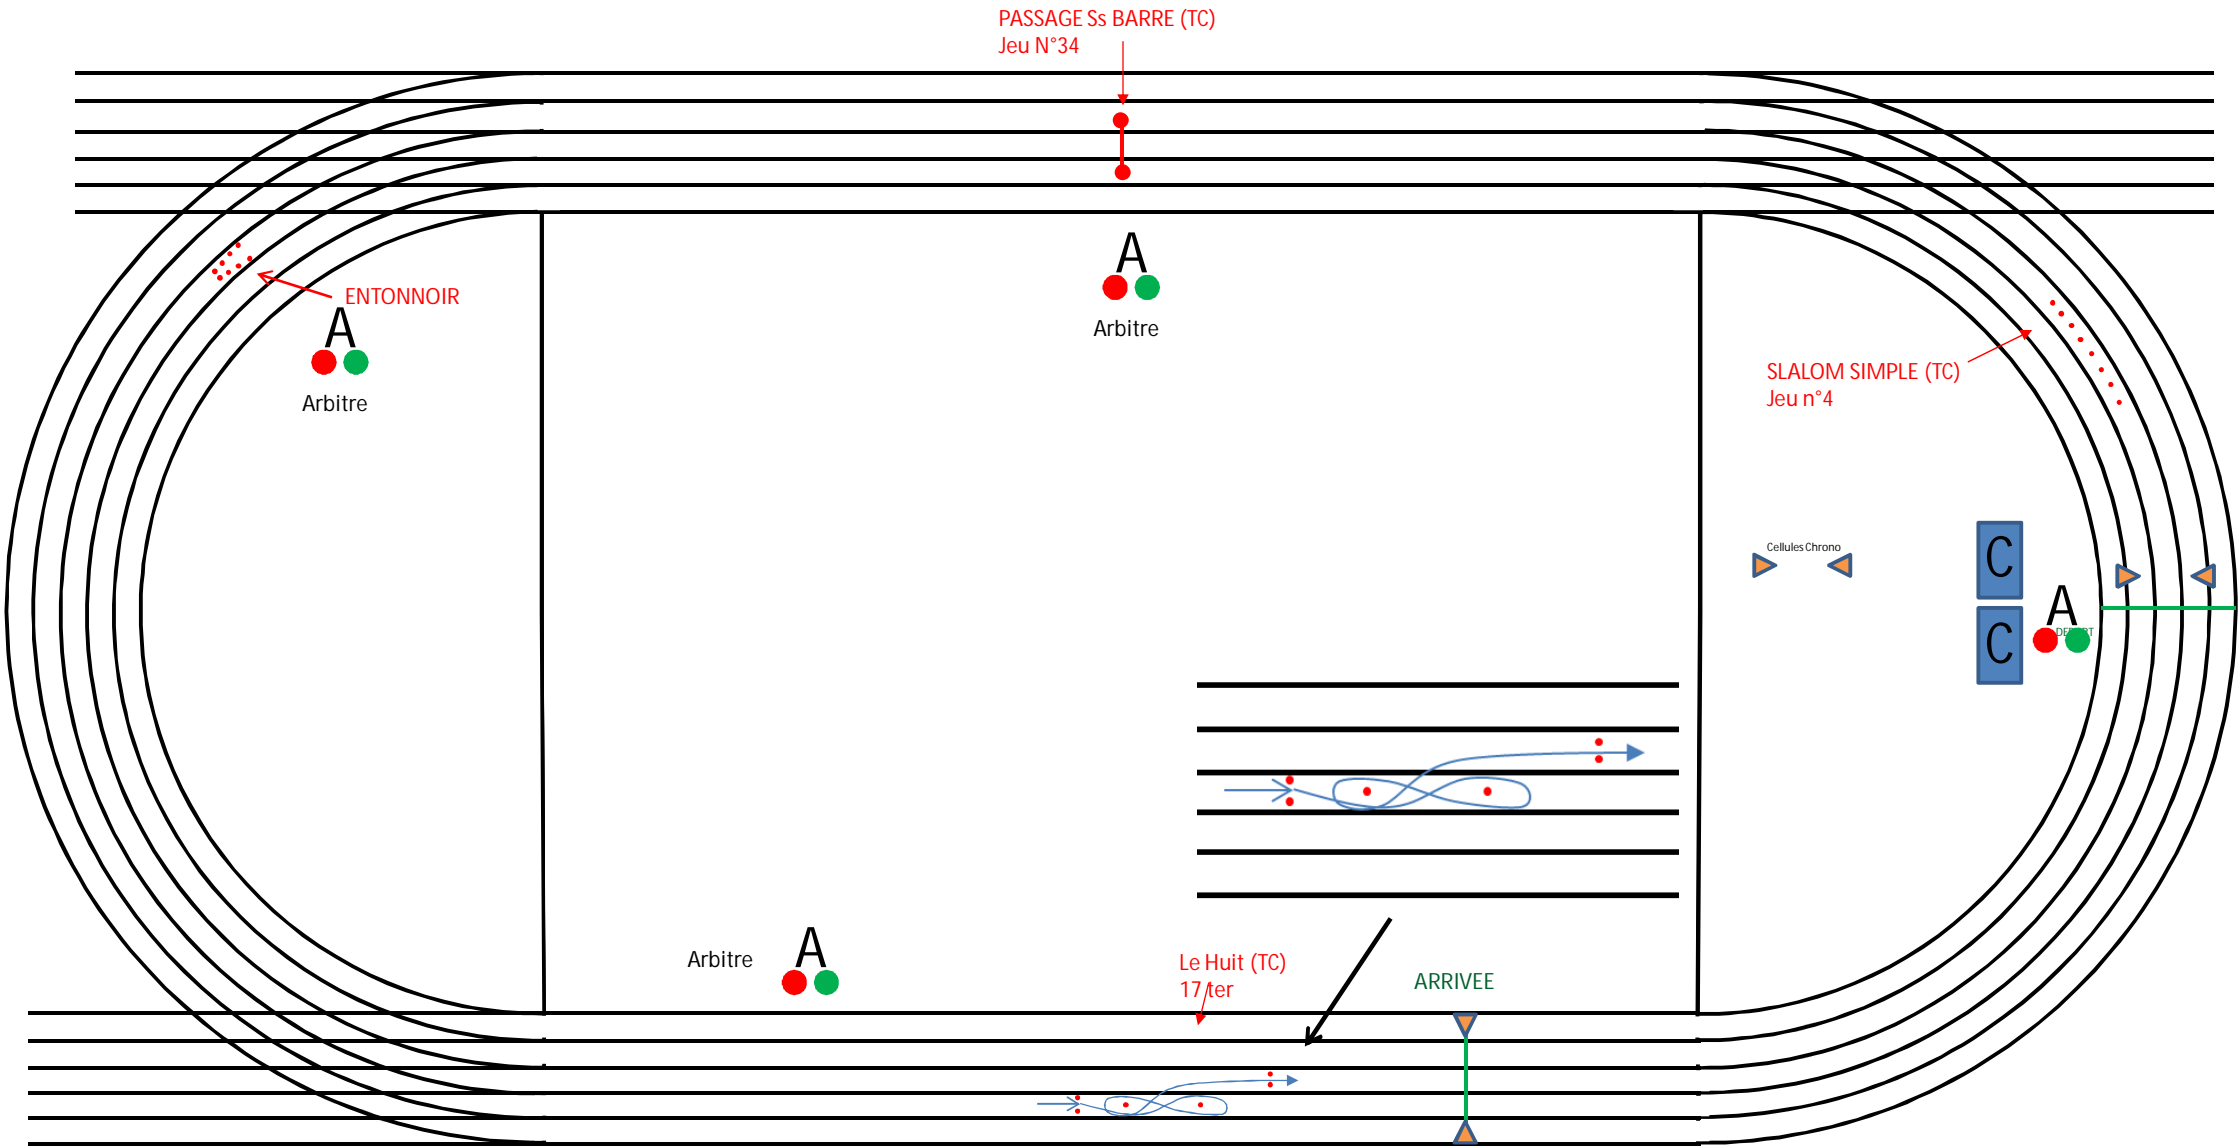 PASSAGE Ss BARRE (TC)
Jeu N°34
A
Arbitre
ENTONNOIR
A
Arbitre
SLALOM SIMPLE (TC)
Jeu n°4
Cellules Chrono
C
C
A
DEPART
Arbitre
A
Le Huit (TC)
17 ter
ARRIVEE